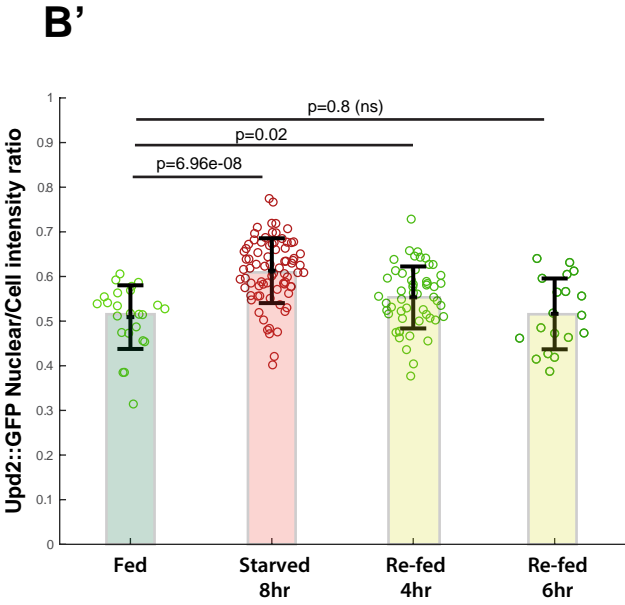 B’
Upd2::GFP Nuclear/Cell intensity ratio
1
0.9
0.8
0.7
0.6
0.5
0.4
0.3
0.2
0.1
0
p=0.8 (ns)
p=0.02
p=6.96e-08
Fed
Starved
8hr
Re-fed
4hr
Re-fed
6hr